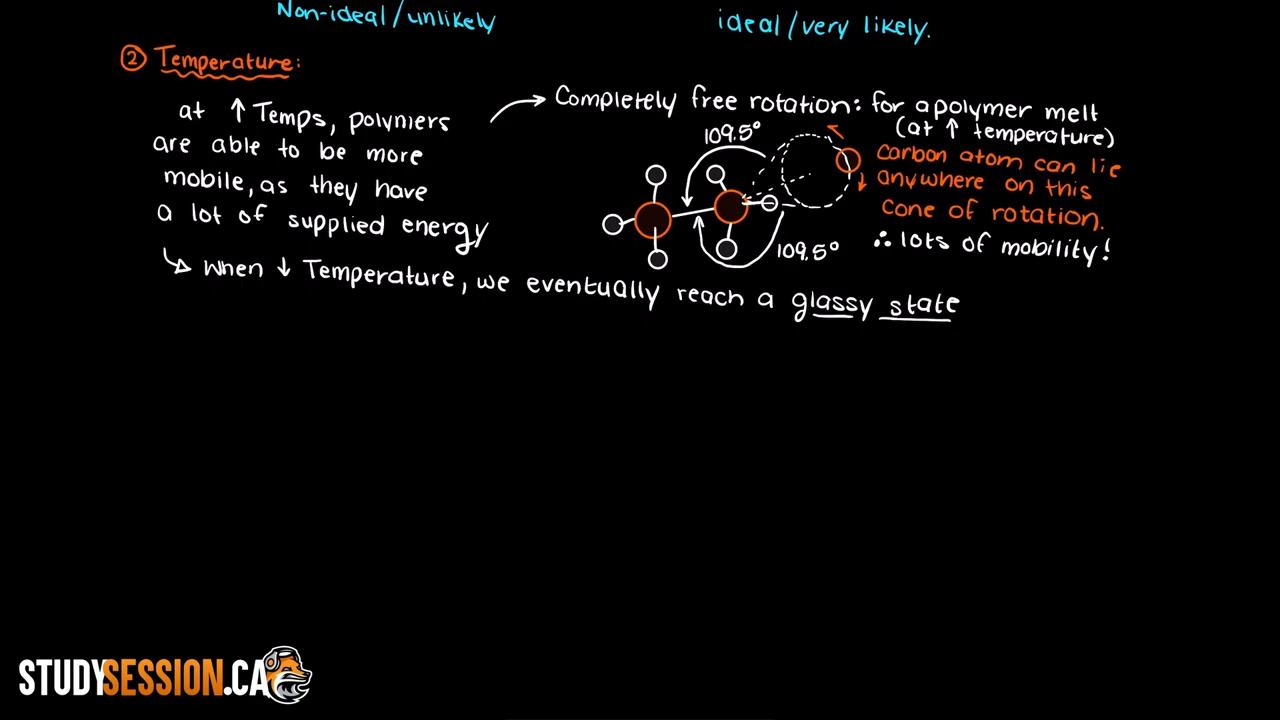 Non-ideal/unlikely
ideal/very likely.
② Temperature:
at ↑ Temps, polymers
are able to be more
mobile, as they have
a lot of supplied energy
→ Completely free rotation: for a polymer melt
(at ↑ temperature)
109.5°
carbon atom can lie
anywhere on this
cone of rotation.
∴ lots of mobility!
109.5°
↳ when ↓ Temperature, we eventually reach a glassy state
STUDYSESSION.CA